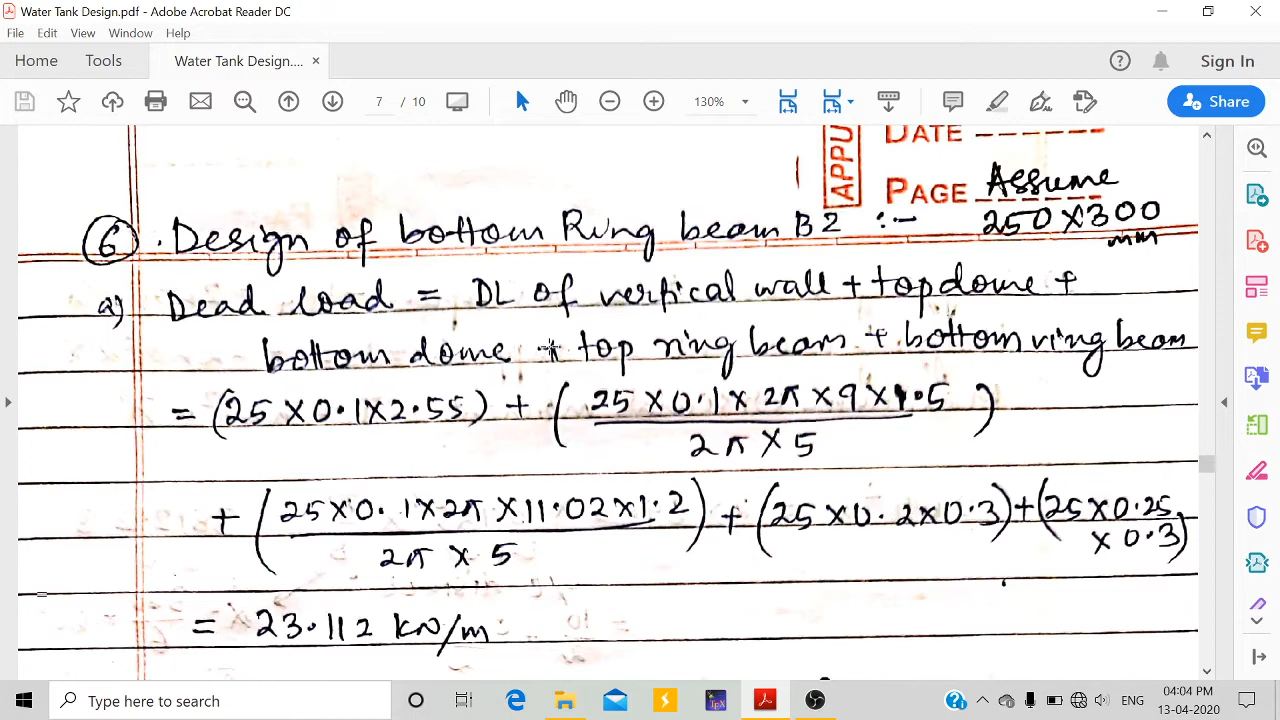 Water Tank Design.pdf - Adobe Acrobat Reader DC
File Edit View Window Help
Home Tools Water Tank Design.... × Sign In
7 / 10 130% Share
APPU
DATE
PAGE Assume
250 × 300
mm
6. Design of bottom Ring beam B2 :-
a) Dead load = DL of vertical wall + top dome +
bottom dome + top ring beam + bottom ring beam
= (25 × 0.1 × 2.55) + ( 25 × 0.1 × 2π × 9 × 1.5 )
2π × 5
+ ( 25 × 0.1 × 2π × 11.02 × 1.2 ) + (25 × 0.2 × 0.3) + (25 × 0.25
2π × 5 × 0.3)
= 23.112 kN/m
Type here to search ENG 04:04 PM
13-04-2020